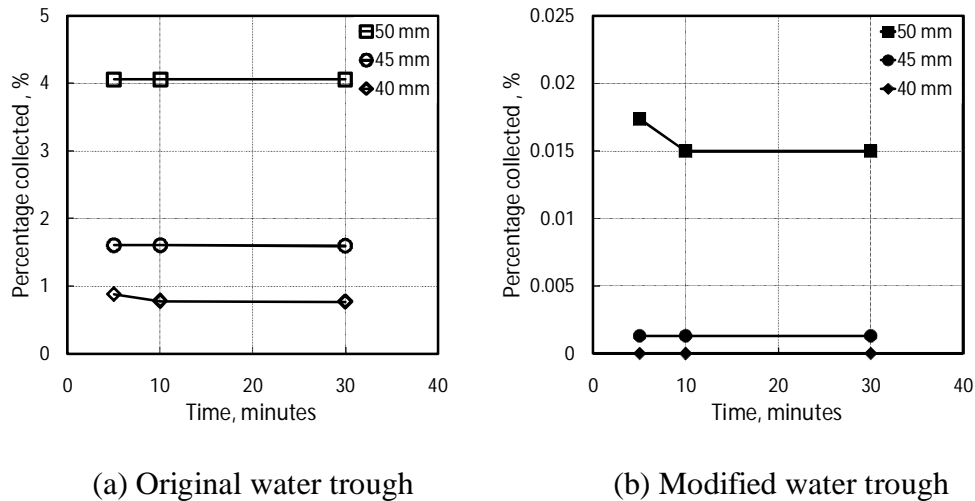 5
4
3
2
1
0
0 10 20 30 40
Percentage collected , %
Time, minutes
50 mm
45 mm
40 mm
(a) Original water trough
0.025
0.02
0.015
0.01
0.005
0
0 10 20 30 40
Percentage collected , %
Time, minutes
50 mm
45 mm
40 mm
(b) Modified water trough